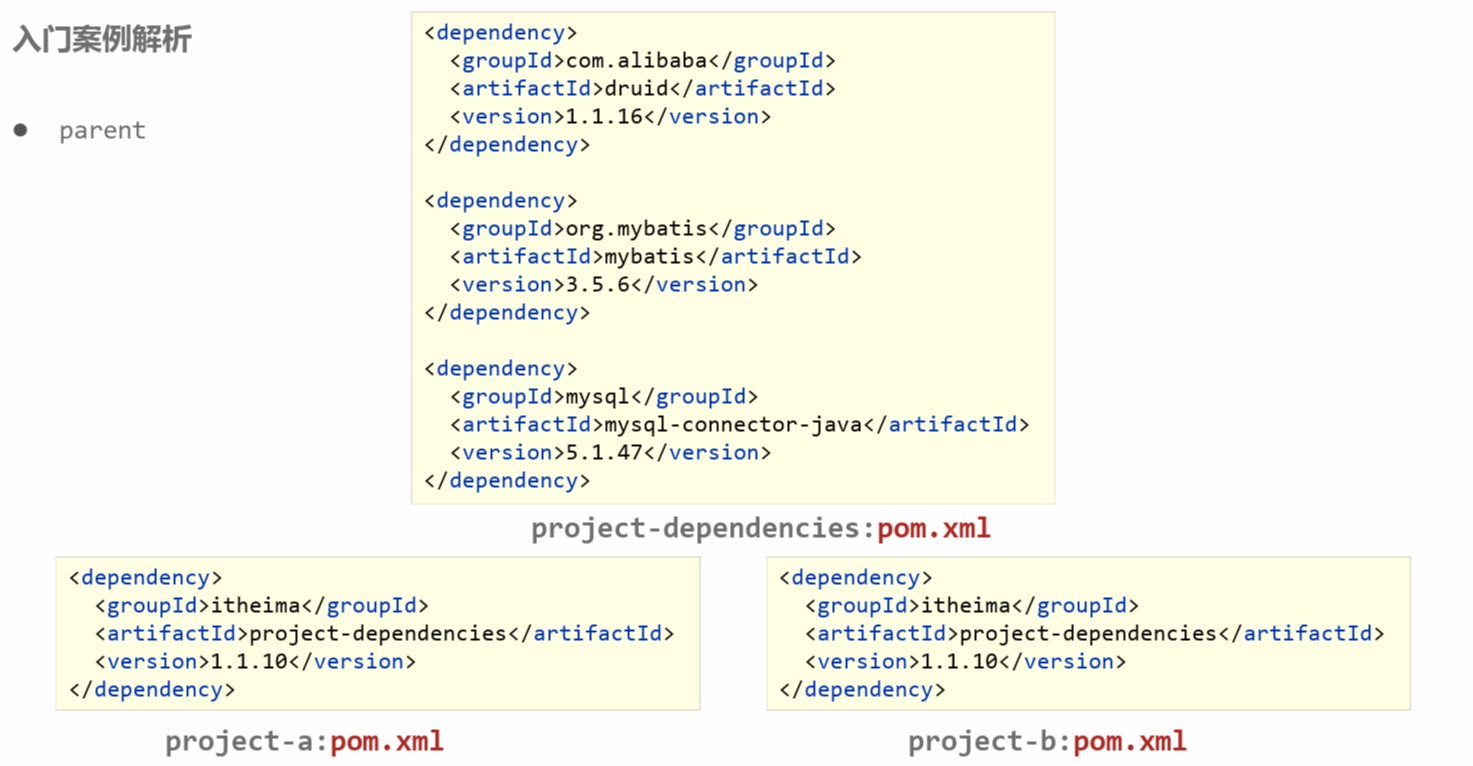 入门案例解析
● parent
<dependency>
  <groupId>com.alibaba</groupId>
  <artifactId>druid</artifactId>
  <version>1.1.16</version>
</dependency>
<dependency>
  <groupId>org.mybatis</groupId>
  <artifactId>mybatis</artifactId>
  <version>3.5.6</version>
</dependency>
<dependency>
  <groupId>mysql</groupId>
  <artifactId>mysql-connector-java</artifactId>
  <version>5.1.47</version>
</dependency>
project-dependencies:pom.xml
<dependency>
  <groupId>itheima</groupId>
  <artifactId>project-dependencies</artifactId>
  <version>1.1.10</version>
</dependency>
project-a:pom.xml
<dependency>
  <groupId>itheima</groupId>
  <artifactId>project-dependencies</artifactId>
  <version>1.1.10</version>
</dependency>
project-b:pom.xml